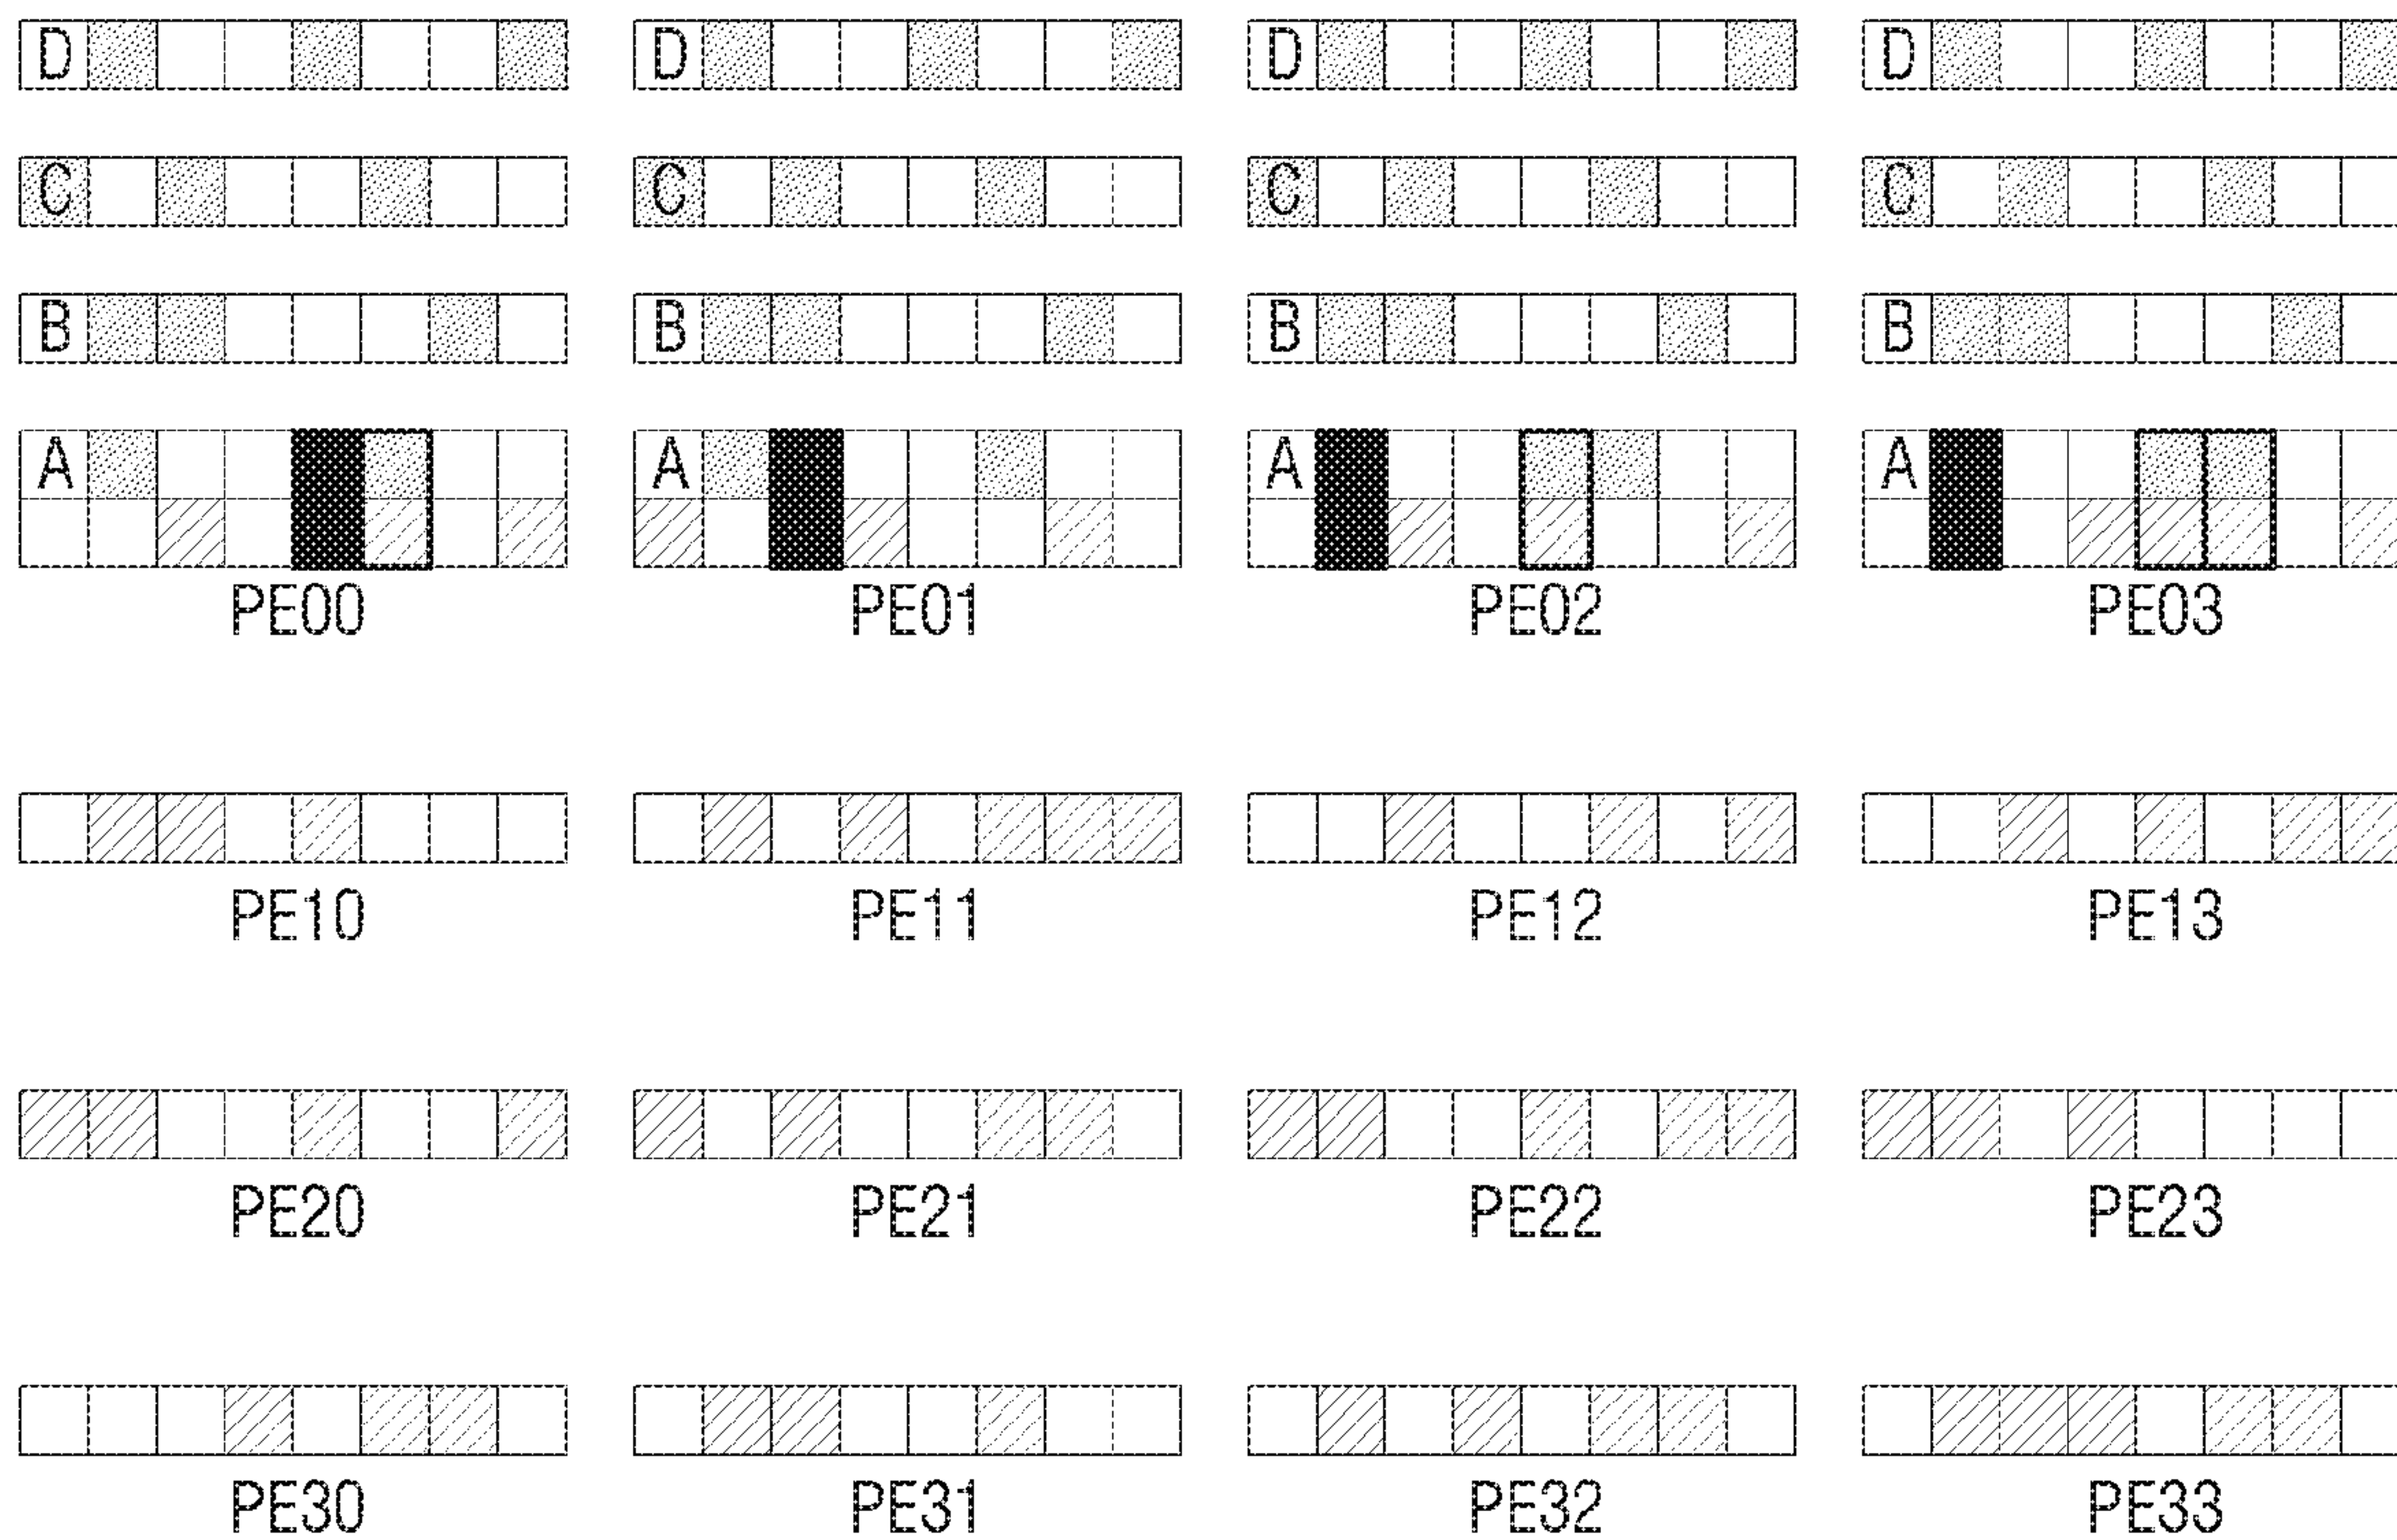 D D D D
C C C C
B B B B
A A A A
PE00 PE01 PE02 PE03
PE10 PE11 PE12 PE13
PE20 PE21 PE22 PE23
PE30 PE31 PE32 PE33